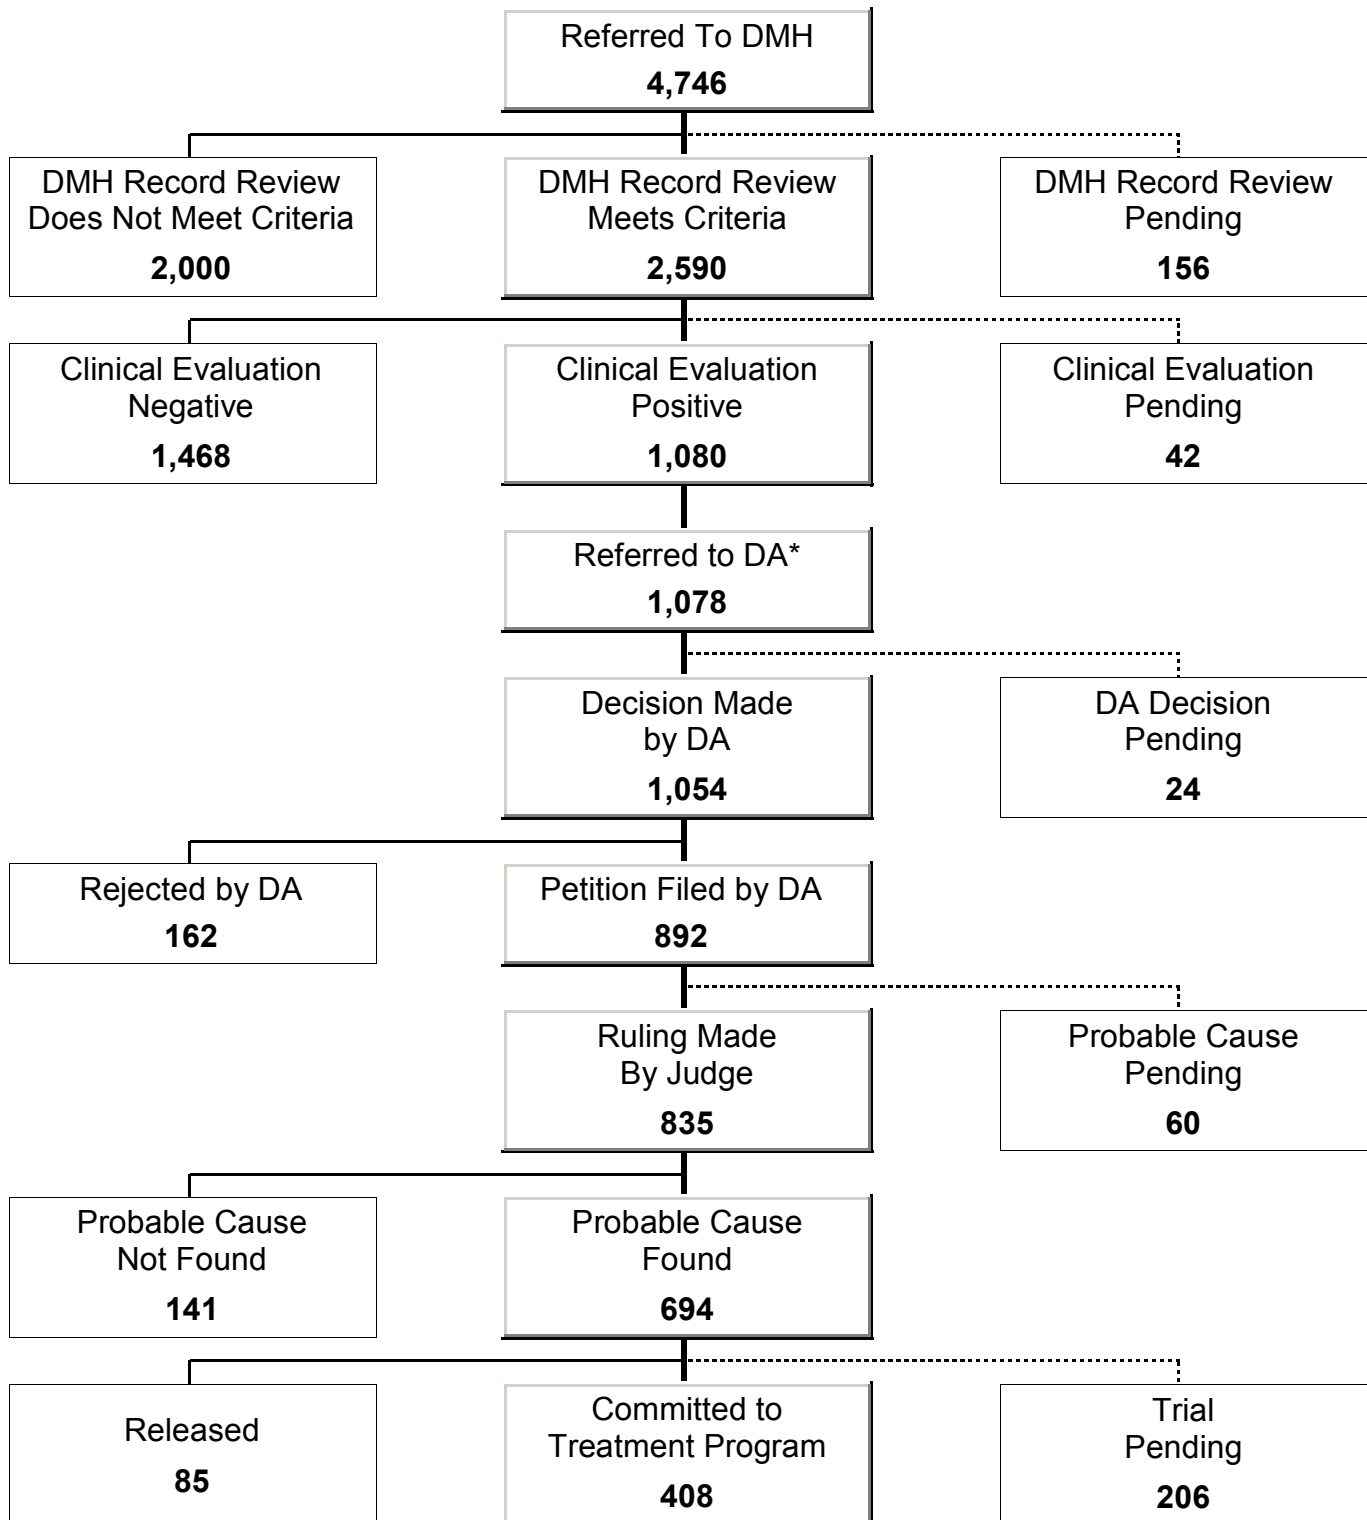 Referred To DMH
4,746
DMH Record Review
Does Not Meet Criteria
2,000
DMH Record Review
Meets Criteria
2,590
DMH Record Review
Pending
156
Clinical Evaluation
Negative
1,468
Clinical Evaluation
Positive
1,080
Clinical Evaluation
Pending
42
Referred to DA*
1,078
Decision Made
by DA
1,054
DA Decision
Pending
24
Rejected by DA
162
Petition Filed by DA
892
Ruling Made
By Judge
835
Probable Cause
Pending
60
Probable Cause
Not Found
141
Probable Cause
Found
694
Released
85
Committed to
Treatment Program
408
Trial
Pending
206